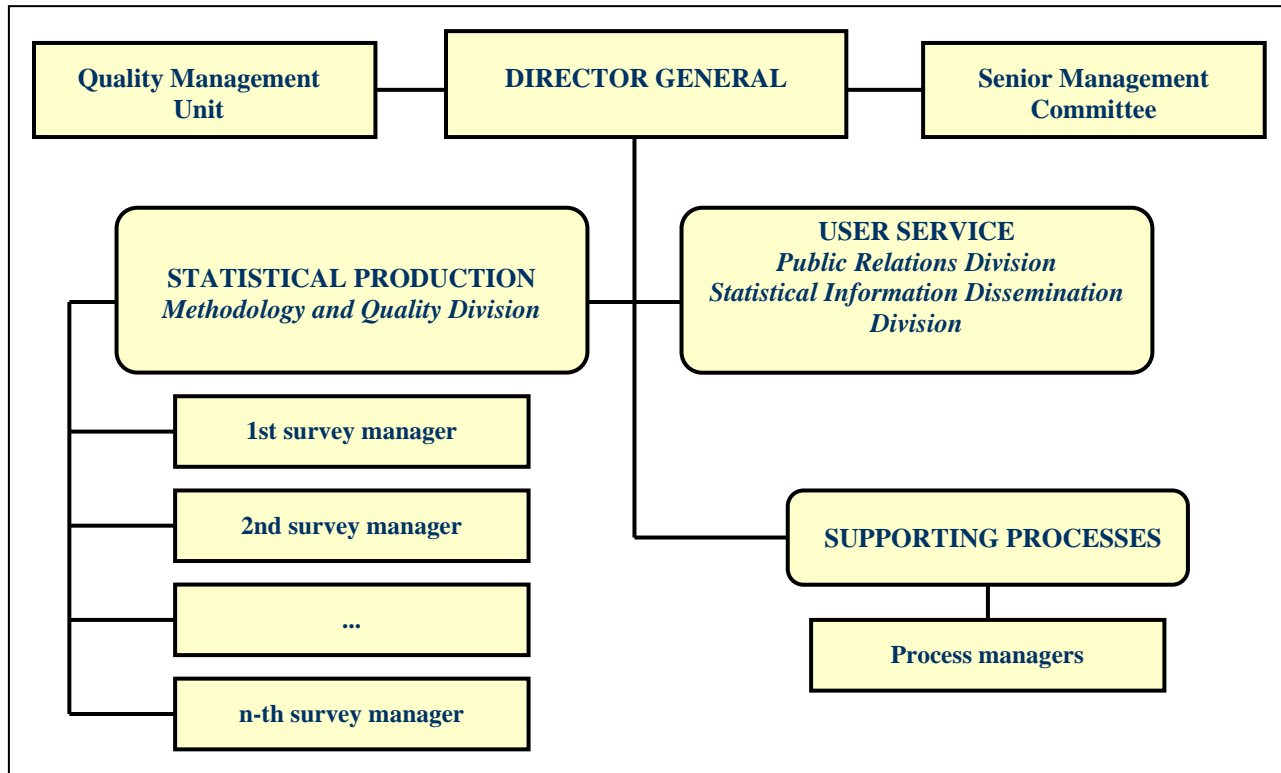 Quality Management
Unit
DIRECTOR GENERAL
Senior Management
Committee
STATISTICAL PRODUCTION
Methodology and Quality Division
USER SERVICE
Public Relations Division
Statistical Information Dissemination
Division
1st survey manager
2nd survey manager
...
n-th survey manager
SUPPORTING PROCESSES
Process managers